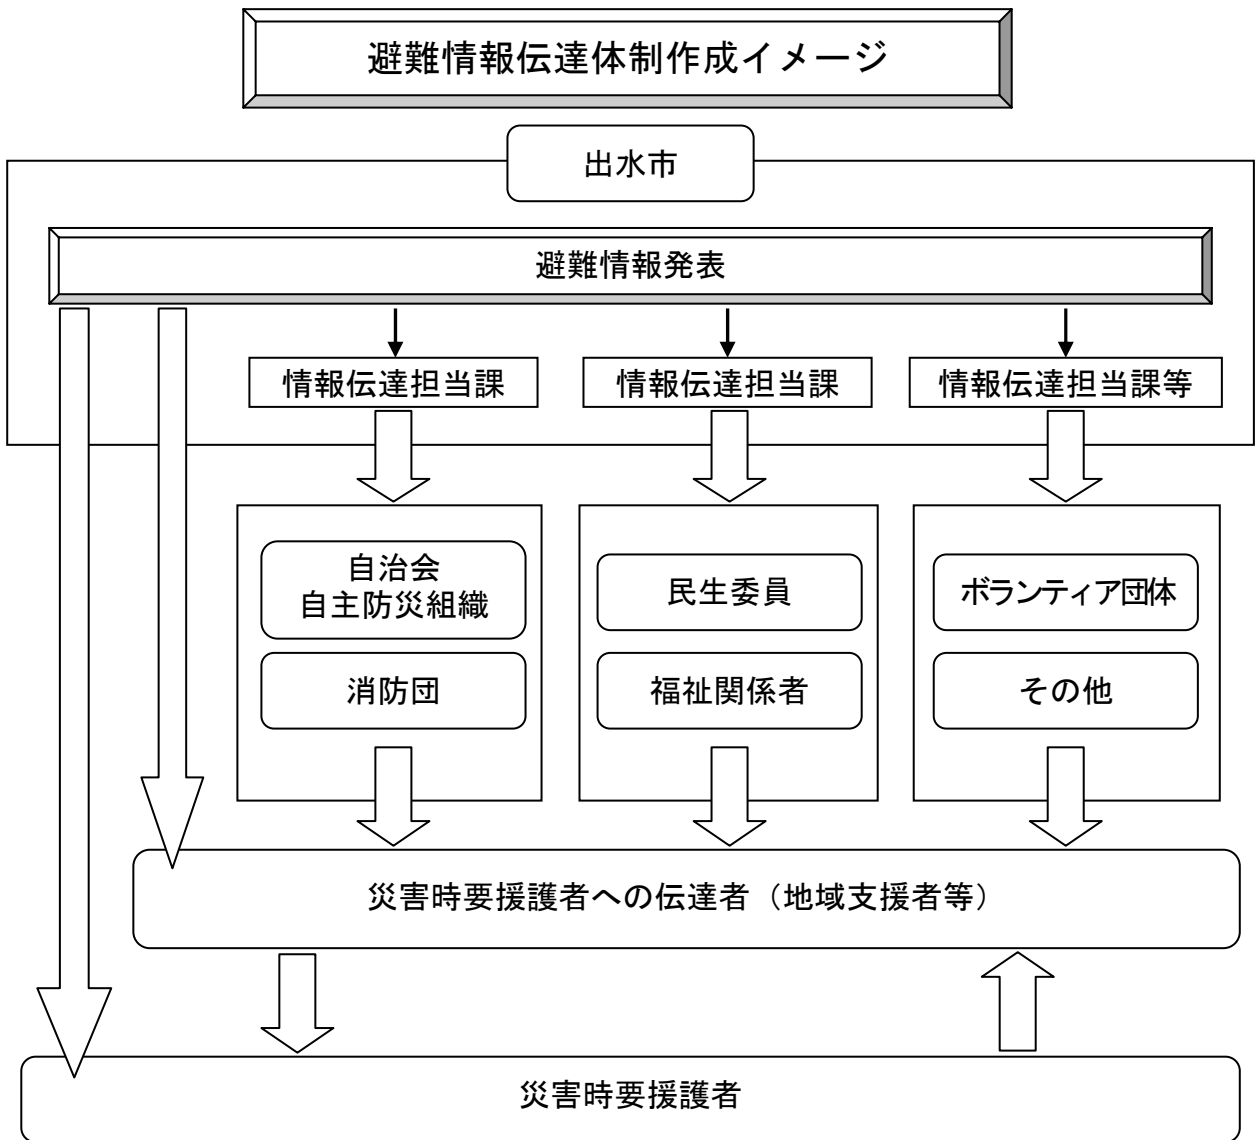 避難情報伝達体制作成イメージ
出水市
避難情報発表
情報伝達担当課
情報伝達担当課
情報伝達担当課等
自治会
自主防災組織
民生委員
ボランティア団体
消防団
福祉関係者
その他
災害時要援護者への伝達者（地域支援者等）
災害時要援護者